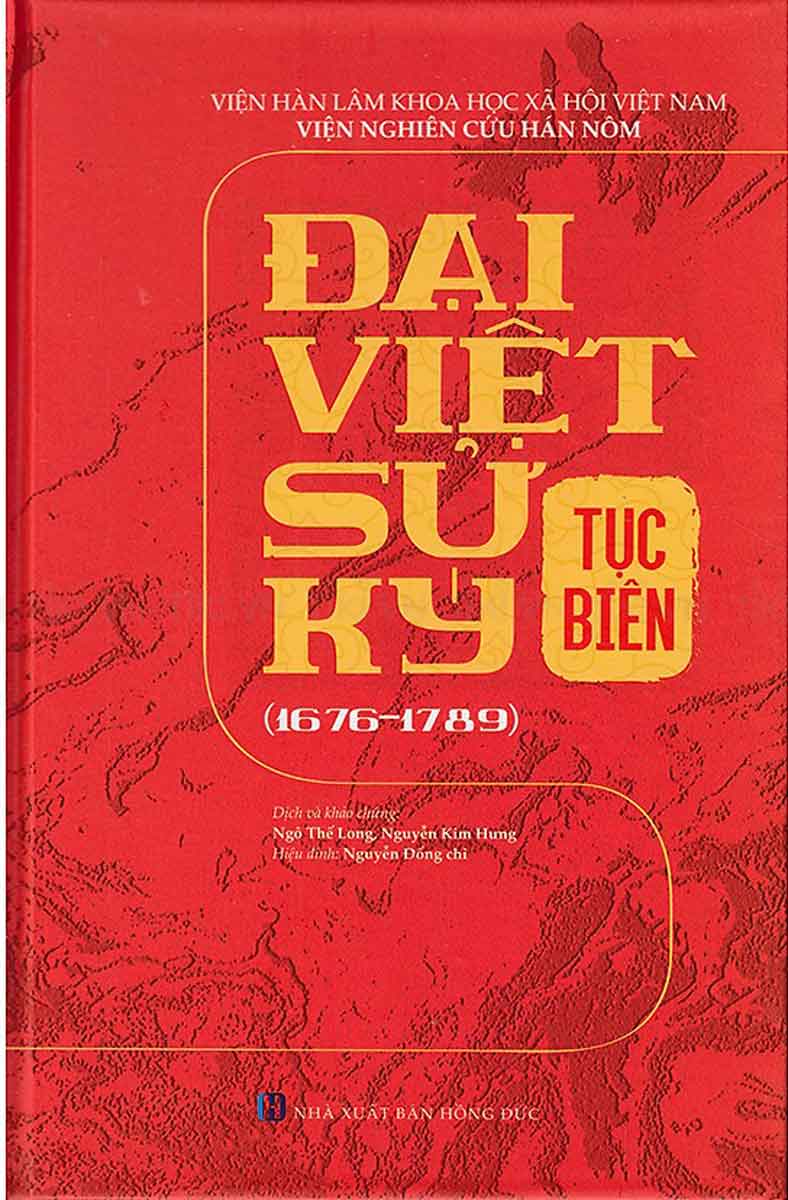 VIỆN HÀN LÂM KHOA HỌC XÃ HỘI VIỆT NAM
VIỆN NGHIÊN CỨU HÁN NÔM
ĐẠI
VIỆT
SỬ
KÝ
TỤC
BIÊN
(1676-1789)
Dịch và khảo chứng:
Ngô Thế Long, Nguyễn Kim Hưng
Hiệu đính: Nguyễn Đổng chi
NHÀ XUẤT BẢN HỒNG ĐỨC